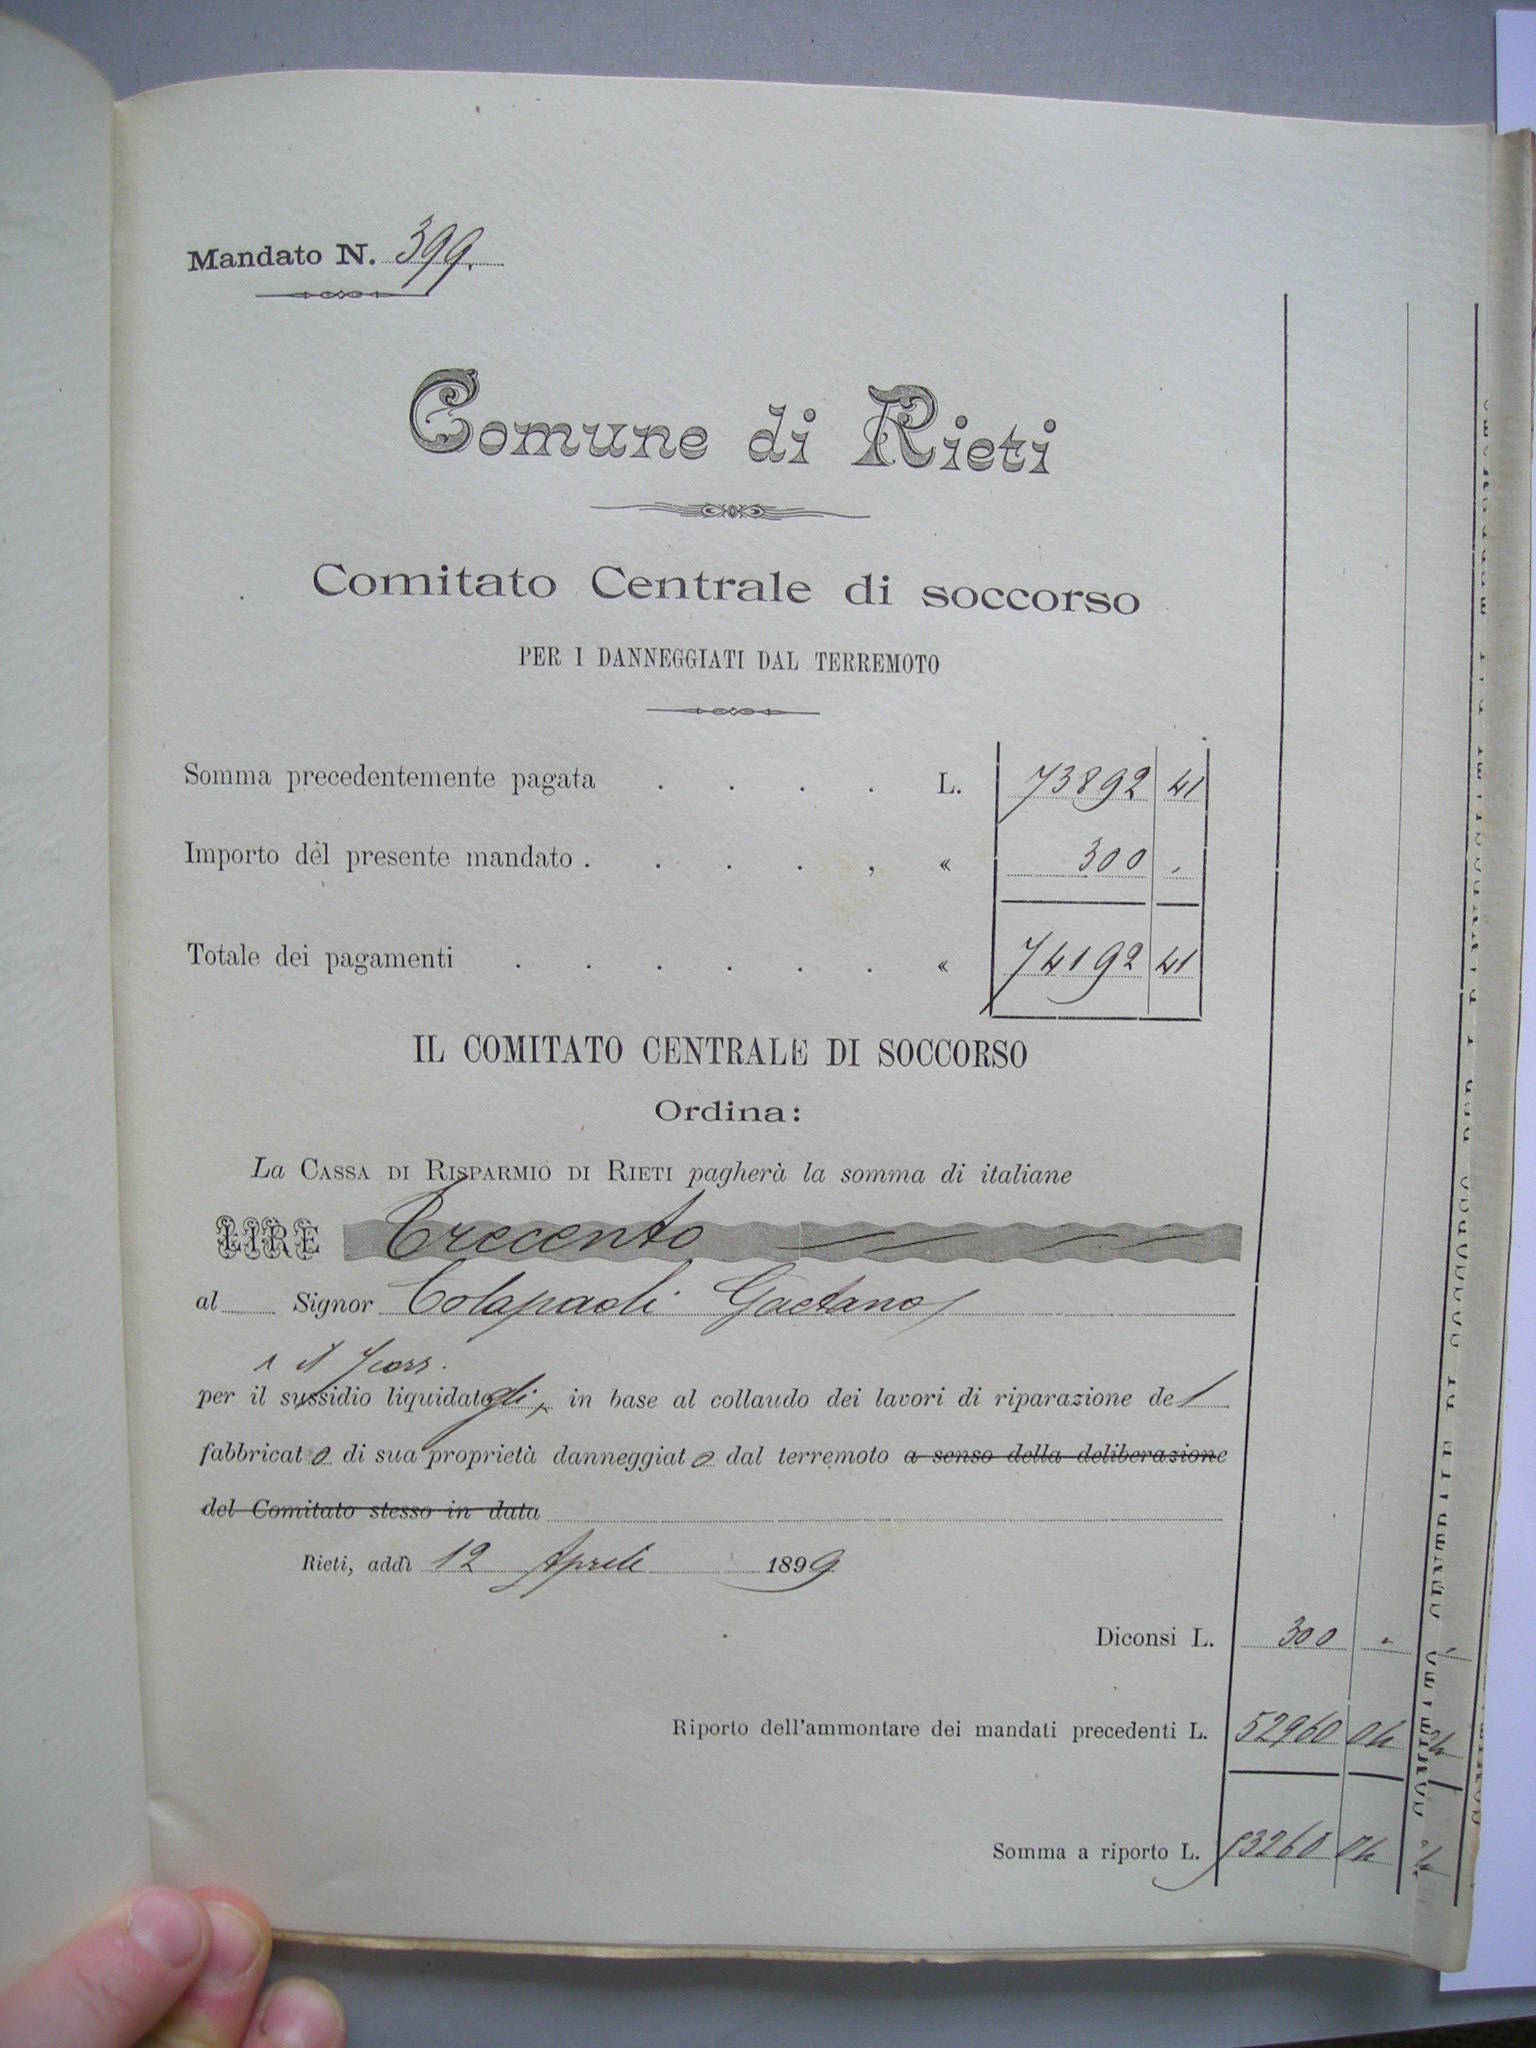 Mandato N. 399.
Comune di Rieti
Comitato Centrale di soccorso
PER I DANNEGGIATI DAL TERREMOTO
Somma precedentemente pagata . . . . L. 73892 41
Importo del presente mandato . . . . , « 300 „
Totale dei pagamenti . . . . . . « 74192 41
IL COMITATO CENTRALE DI SOCCORSO
Ordina:
La CASSA DI RISPARMIO DI RIETI pagherà la somma di italiane
LIRE Trecento
al Signor Colapaoli Gaetano
per il sussidio liquidatogli, in base al collaudo dei lavori di riparazione del
fabbricato di sua proprietà danneggiato dal terremoto a senso della deliberazione
del Comitato stesso in data
Rieti, addì 12 Aprile 1899
Diconsi L. 300 „
Riporto dell'ammontare dei mandati precedenti L. 52960 04
Somma a riporto L. 53260 04